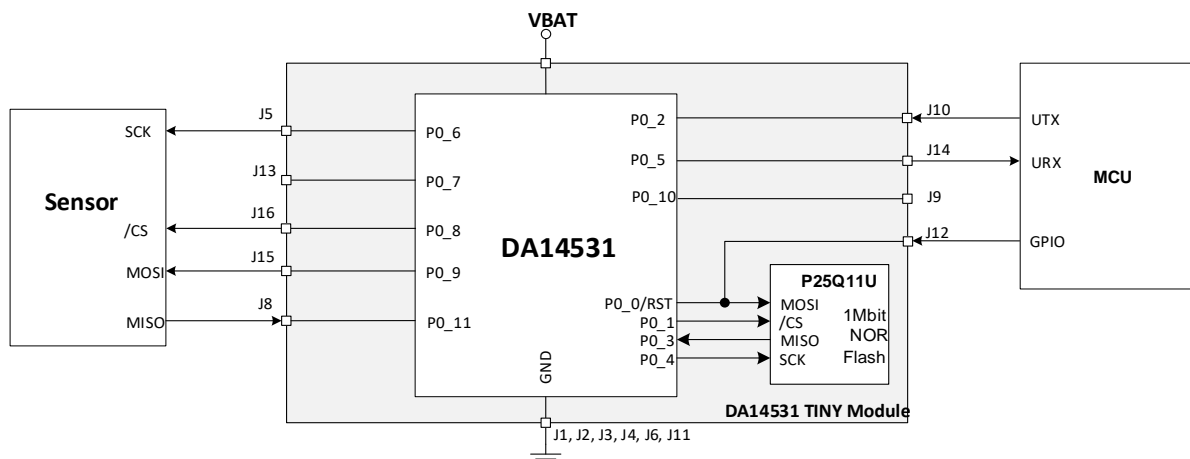 VBAT
J5
SCK
P0_6
J13
P0_7
Sensor
J16
/CS
P0_8
J15
MOSI
P0_9
J8
MISO
P0_11
DA14531
P0_2
J10
UTX
P0_5
J14
URX
MCU
P0_10
J9
J12
GPIO
P25Q11U
P0_0/RST
MOSI
1Mbit
P0_1
/CS
NOR
P0_3
MISO
Flash
P0_4
SCK
GND
DA14531 TINY Module
J1, J2, J3, J4, J6, J11